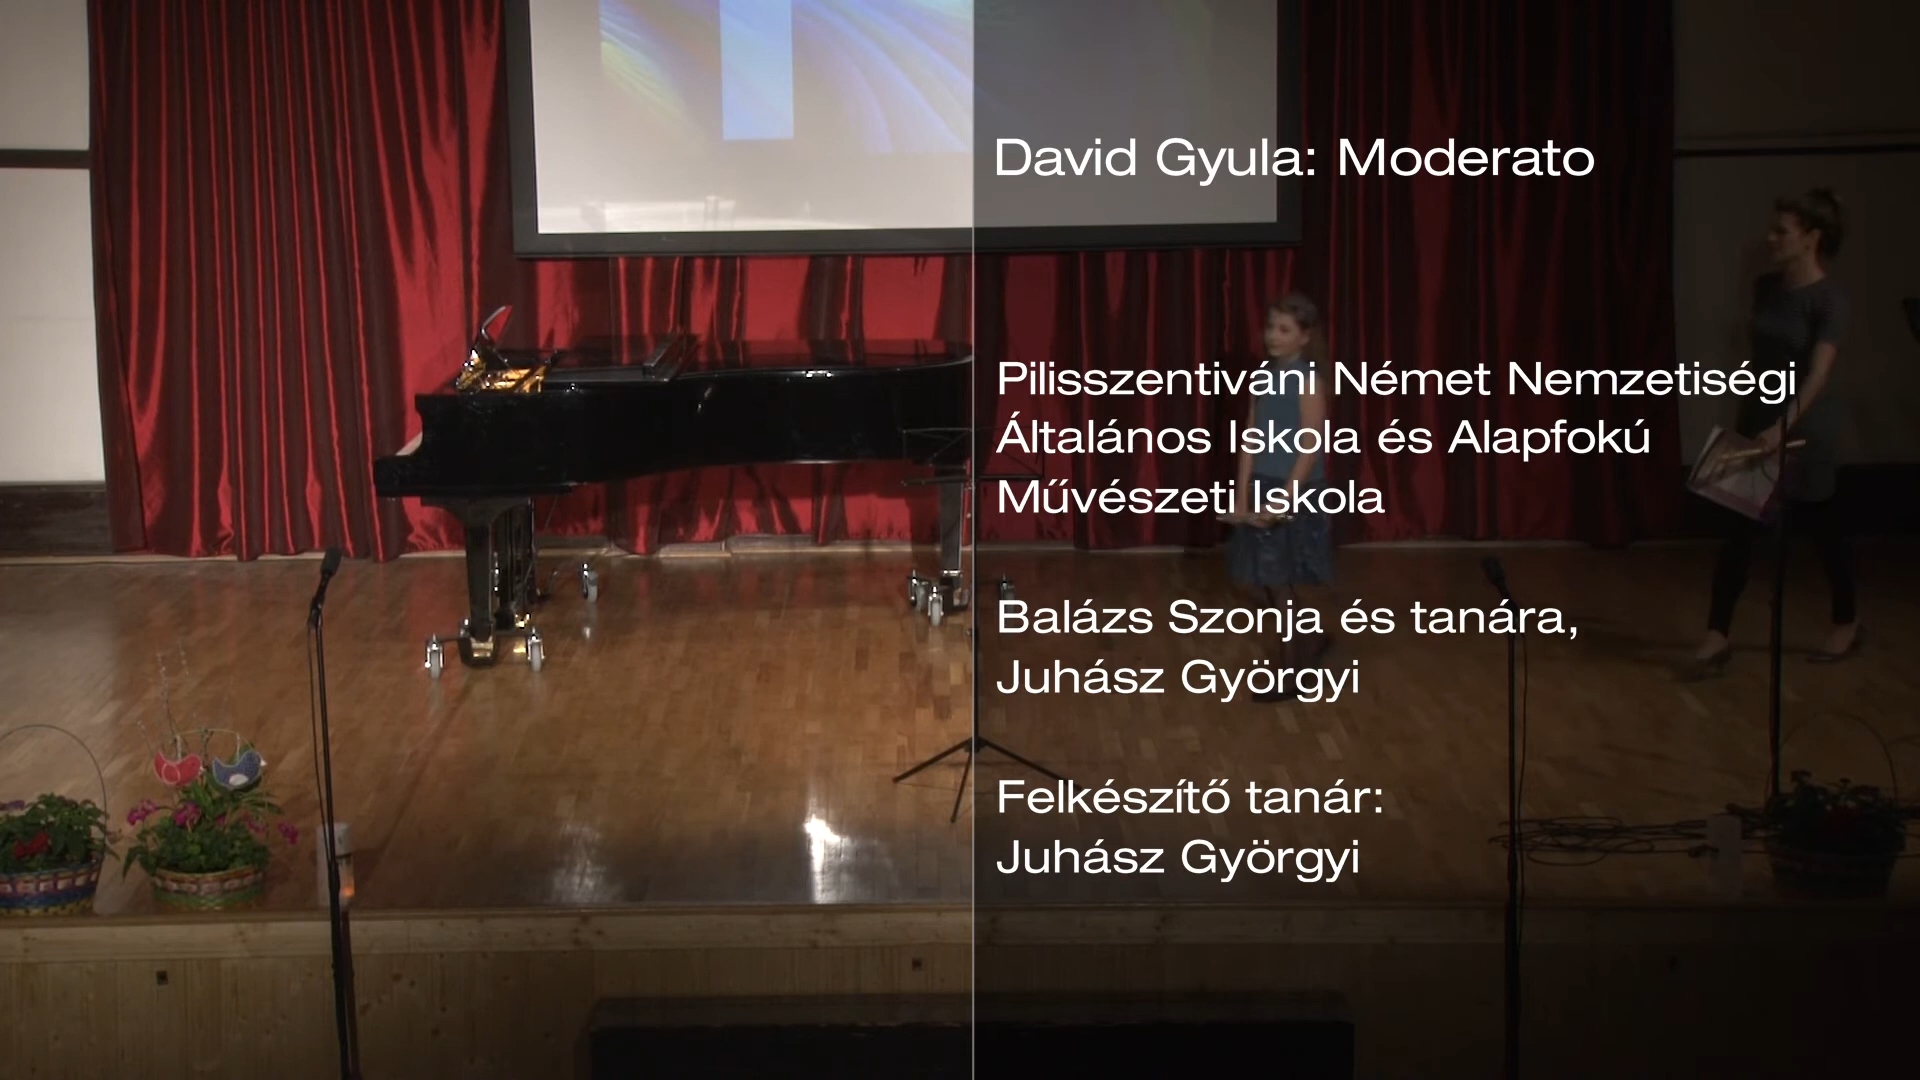 David Gyula: Moderato
Pilisszentiváni Német Nemzetiségi
Általános Iskola és Alapfokú
Művészeti Iskola
Balázs Szonja és tanára,
Juhász Györgyi
Felkészítő tanár:
Juhász Györgyi